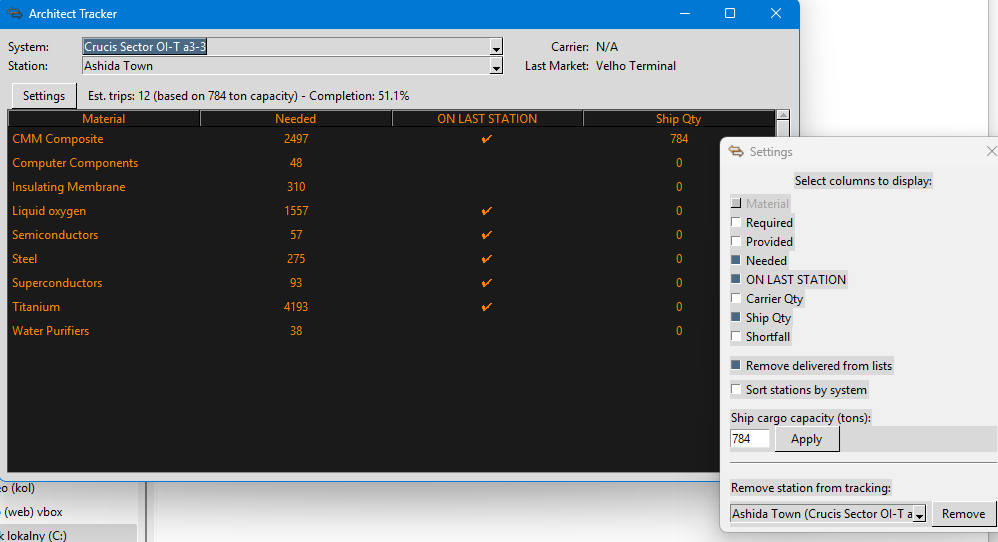 Architect Tracker
System: Crucis Sector OI-T a3-3 Carrier: N/A
Station: Ashida Town Last Market: Velho Terminal
Settings Est. trips: 12 (based on 784 ton capacity) - Completion: 51.1%
Material Needed ON LAST STATION Ship Qty
CMM Composite 2497 ✔ 784
Computer Components 48 0
Insulating Membrane 310 0
Liquid oxygen 1557 ✔ 0
Semiconductors 57 ✔ 0
Steel 275 ✔ 0
Superconductors 93 ✔ 0
Titanium 4193 ✔ 0
Water Purifiers 38 0
Settings
Select columns to display:
Material
Required
Provided
Needed
ON LAST STATION
Carrier Qty
Ship Qty
Shortfall
Remove delivered from lists
Sort stations by system
Ship cargo capacity (tons):
784 Apply
Remove station from tracking:
Ashida Town (Crucis Sector OI-T a Remove
(kol)
(web) vbox
k lokalny (C:)